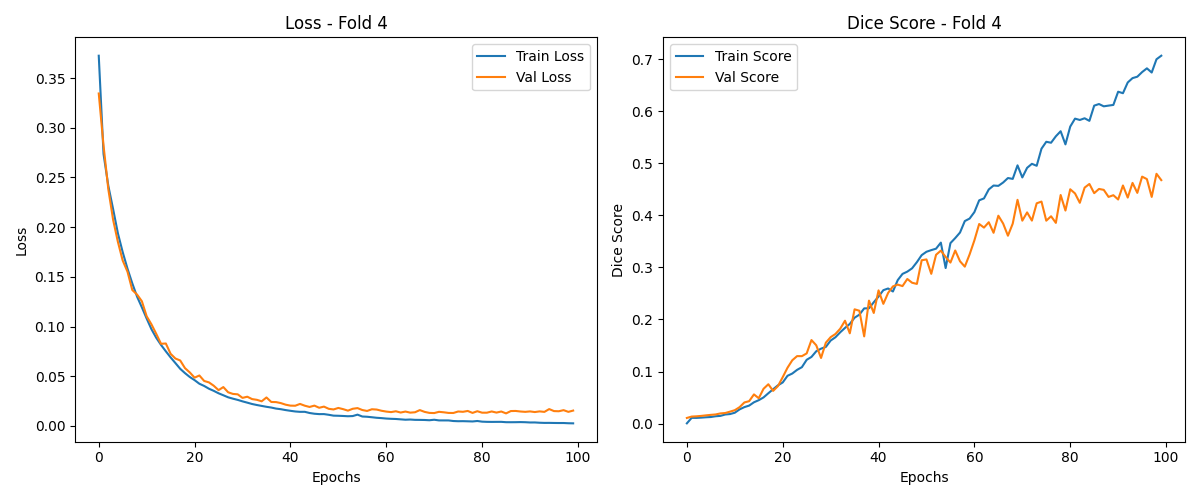 Loss - Fold 4
Train Loss
Val Loss
0.35
0.30
0.25
0.20
0.15
0.10
0.05
0.00
Loss
0 20 40 60 80 100
Epochs
Dice Score - Fold 4
Train Score
Val Score
0.7
0.6
0.5
0.4
0.3
0.2
0.1
0.0
Dice Score
0 20 40 60 80 100
Epochs